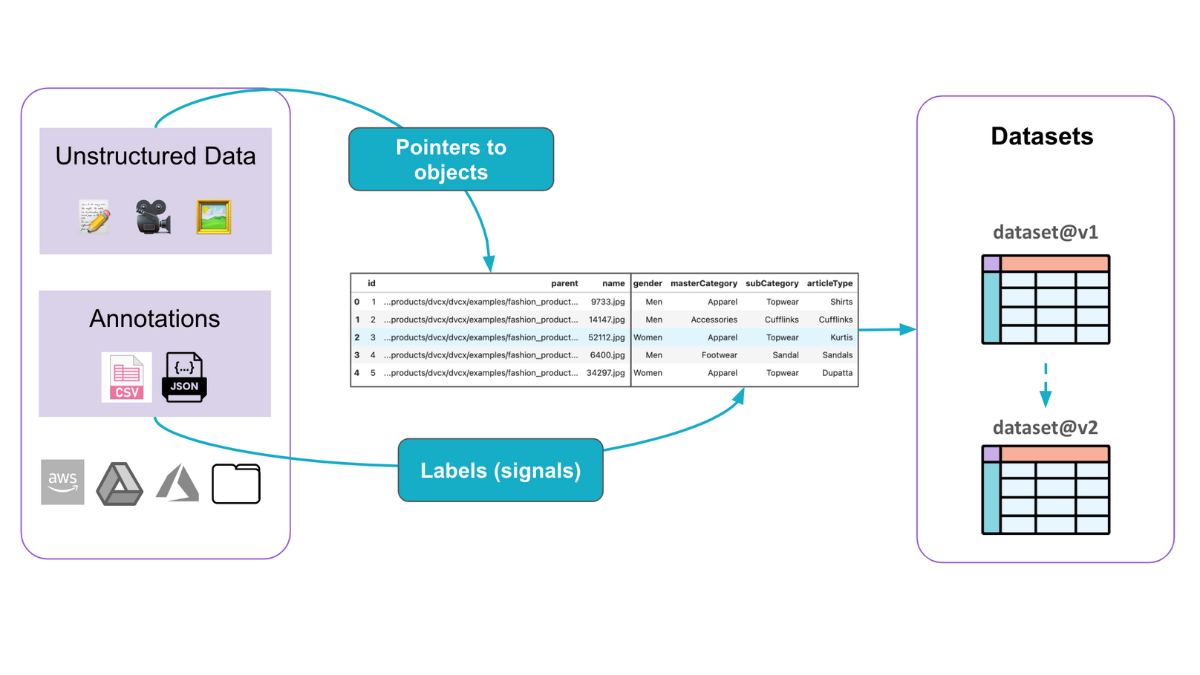 Unstructured Data
Annotations
CSV
{...}
JSON
aws
Pointers to
objects
id parent name gender masterCategory subCategory articleType
0 1 ...products/dvcx/dvcx/examples/fashion_product... 9733.jpg Men Apparel Topwear Shirts
1 2 ...products/dvcx/dvcx/examples/fashion_product... 14147.jpg Men Accessories Cufflinks Cufflinks
2 3 ...products/dvcx/dvcx/examples/fashion_product... 52112.jpg Women Apparel Topwear Kurtis
3 4 ...products/dvcx/dvcx/examples/fashion_product... 6400.jpg Men Footwear Sandal Sandals
4 5 ...products/dvcx/dvcx/examples/fashion_product... 34297.jpg Women Apparel Topwear Dupatta
Labels (signals)
Datasets
dataset@v1
dataset@v2